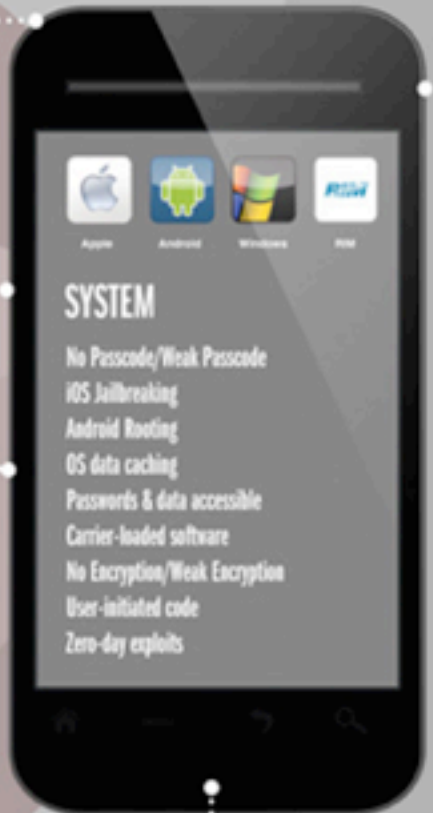 RIM
Apple Android Windows RIM
SYSTEM
No Passcode/Weak Passcode
iOS Jailbreaking
Android Rooting
OS data caching
Passwords & data accessible
Carrier-loaded software
No Encryption/Weak Encryption
User-initiated code
Zero-day exploits